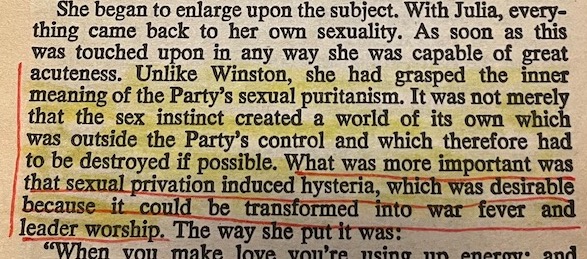 She began to enlarge upon the subject. With Julia, every-
thing came back to her own sexuality. As soon as this
was touched upon in any way she was capable of great
acuteness. Unlike Winston, she had grasped the inner
meaning of the Party's sexual puritanism. It was not merely
that the sex instinct created a world of its own which
was outside the Party's control and which therefore had
to be destroyed if possible. What was more important was
that sexual privation induced hysteria, which was desirable
because it could be transformed into war fever and
leader worship. The way she put it was:
"When you make love you're using up energy; and